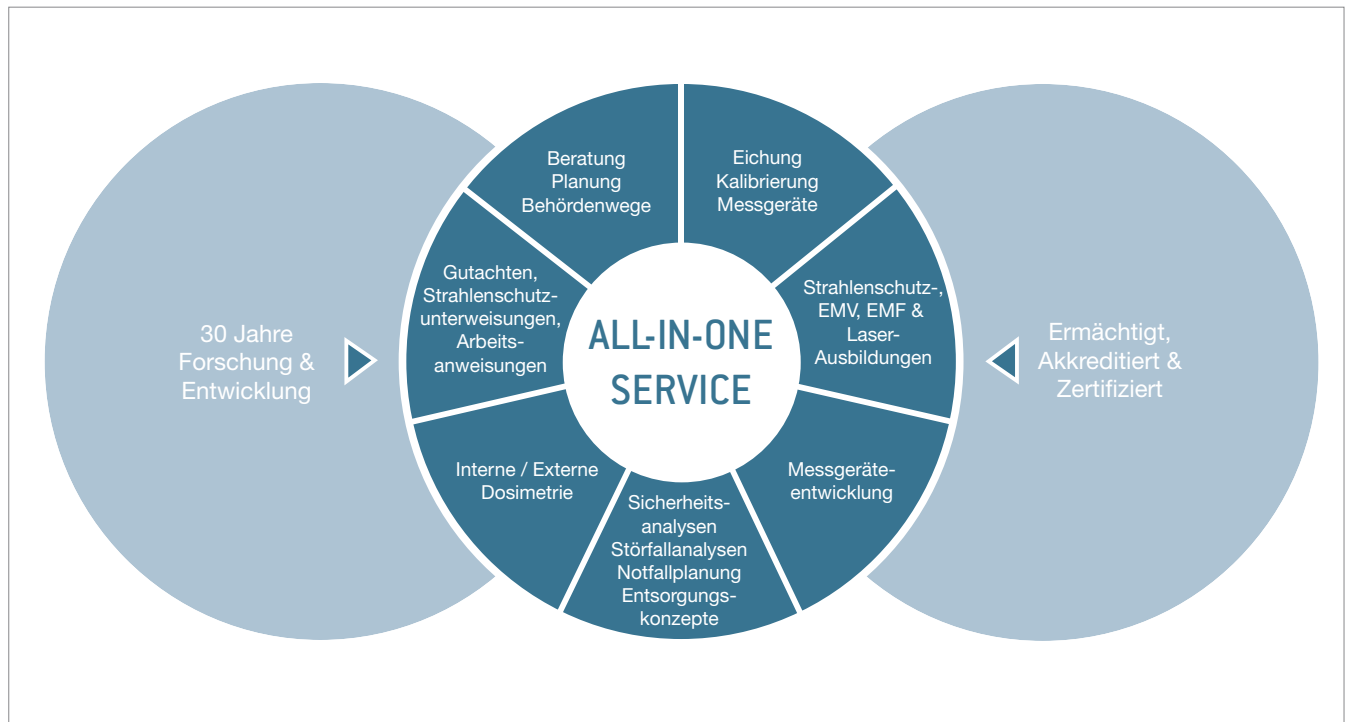 30 Jahre
Forschung &
Entwicklung
Beratung
Planung
Behördenwege
Eichung
Kalibrierung
Messgeräte
Gutachten,
Strahlenschutz-
unterweisungen,
Arbeits-
anweisungen
ALL-IN-ONE
SERVICE
Strahlenschutz-,
EMV, EMF &
Laser-
Ausbildungen
Interne / Externe
Dosimetrie
Sicherheits-
analysen
Störfallanalysen
Notfallplanung
Entsorgungs-
konzepte
Messgeräte-
entwicklung
Ermächtigt,
Akkreditiert &
Zertifiziert